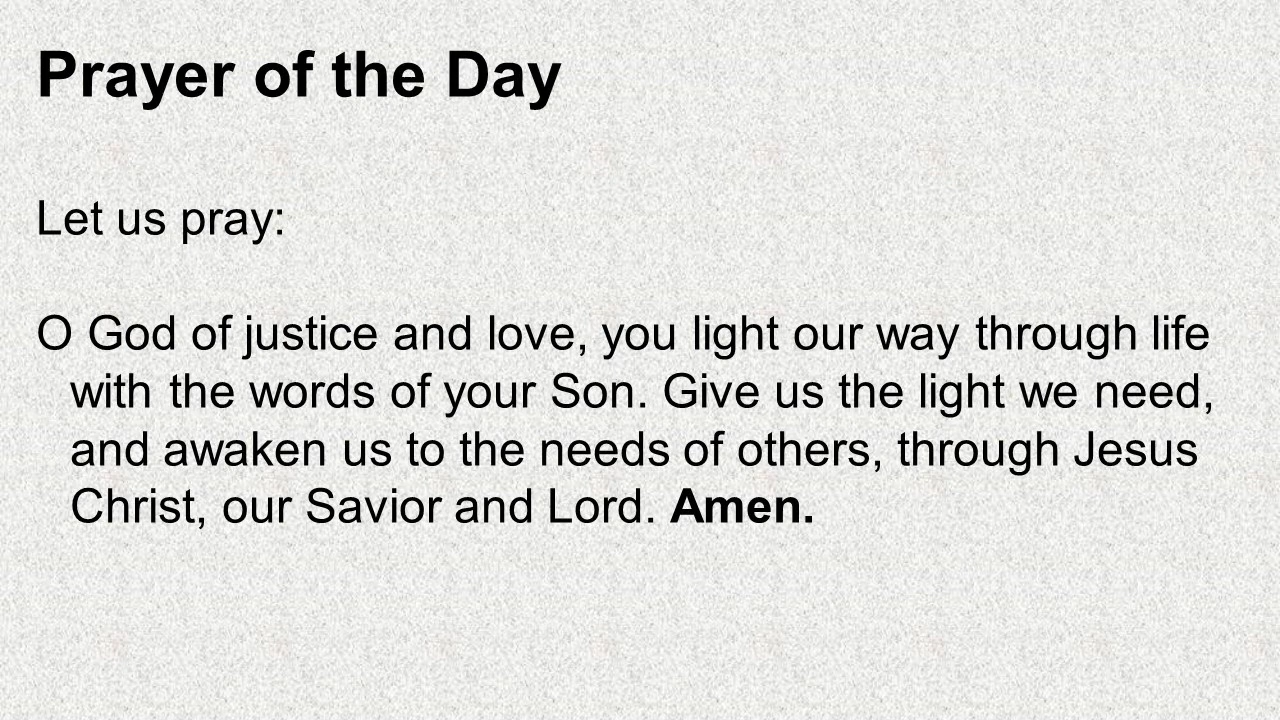 Prayer of the Day
Let us pray:
O God of justice and love, you light our way through life
with the words of your Son. Give us the light we need,
and awaken us to the needs of others, through Jesus
Christ, our Savior and Lord. Amen.